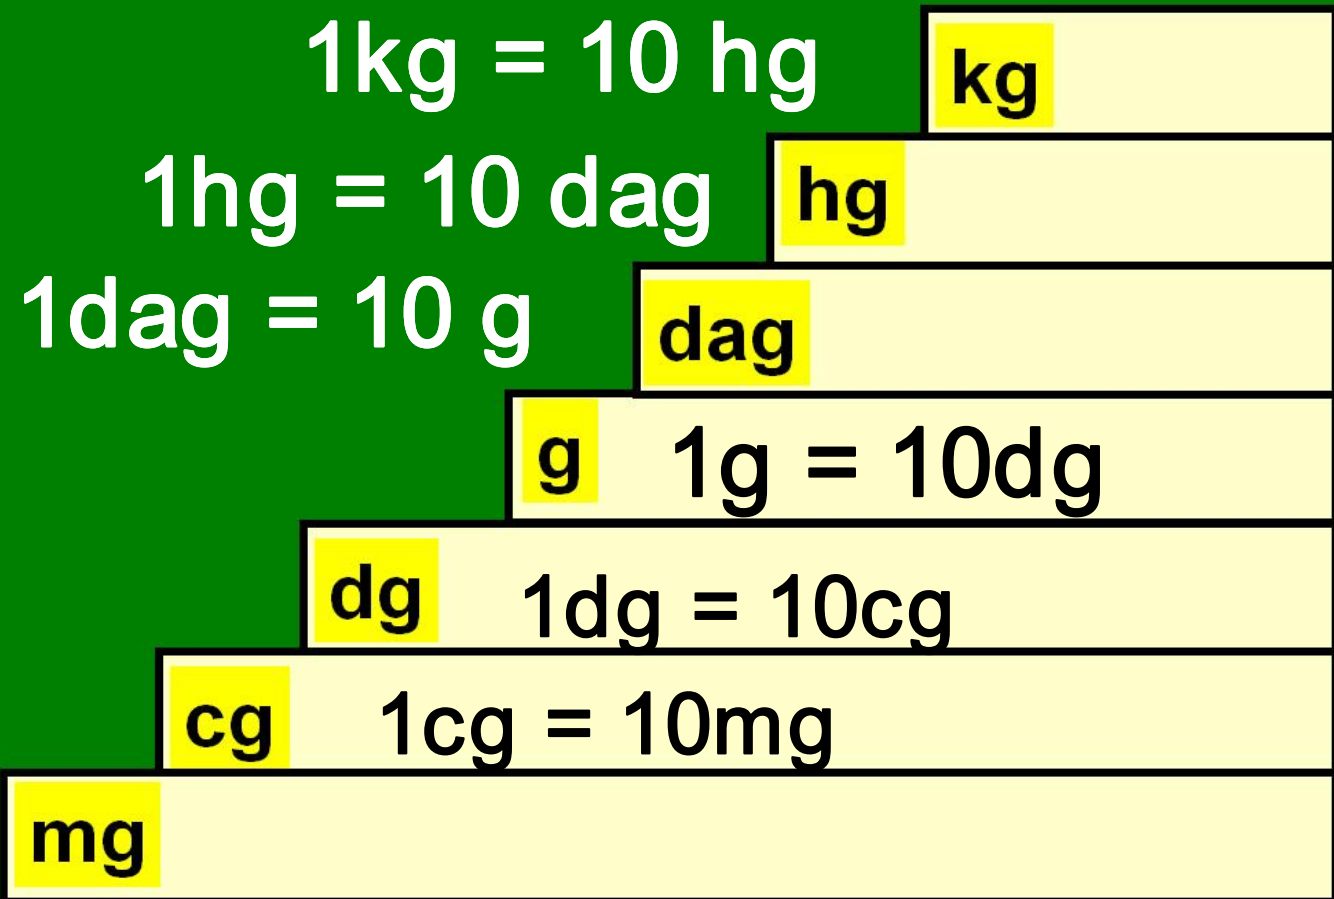 1kg = 10 hg
kg
1hg = 10 dag
hg
1dag = 10 g
dag
g
1g = 10dg
dg
1dg = 10cg
cg
1cg = 10mg
mg